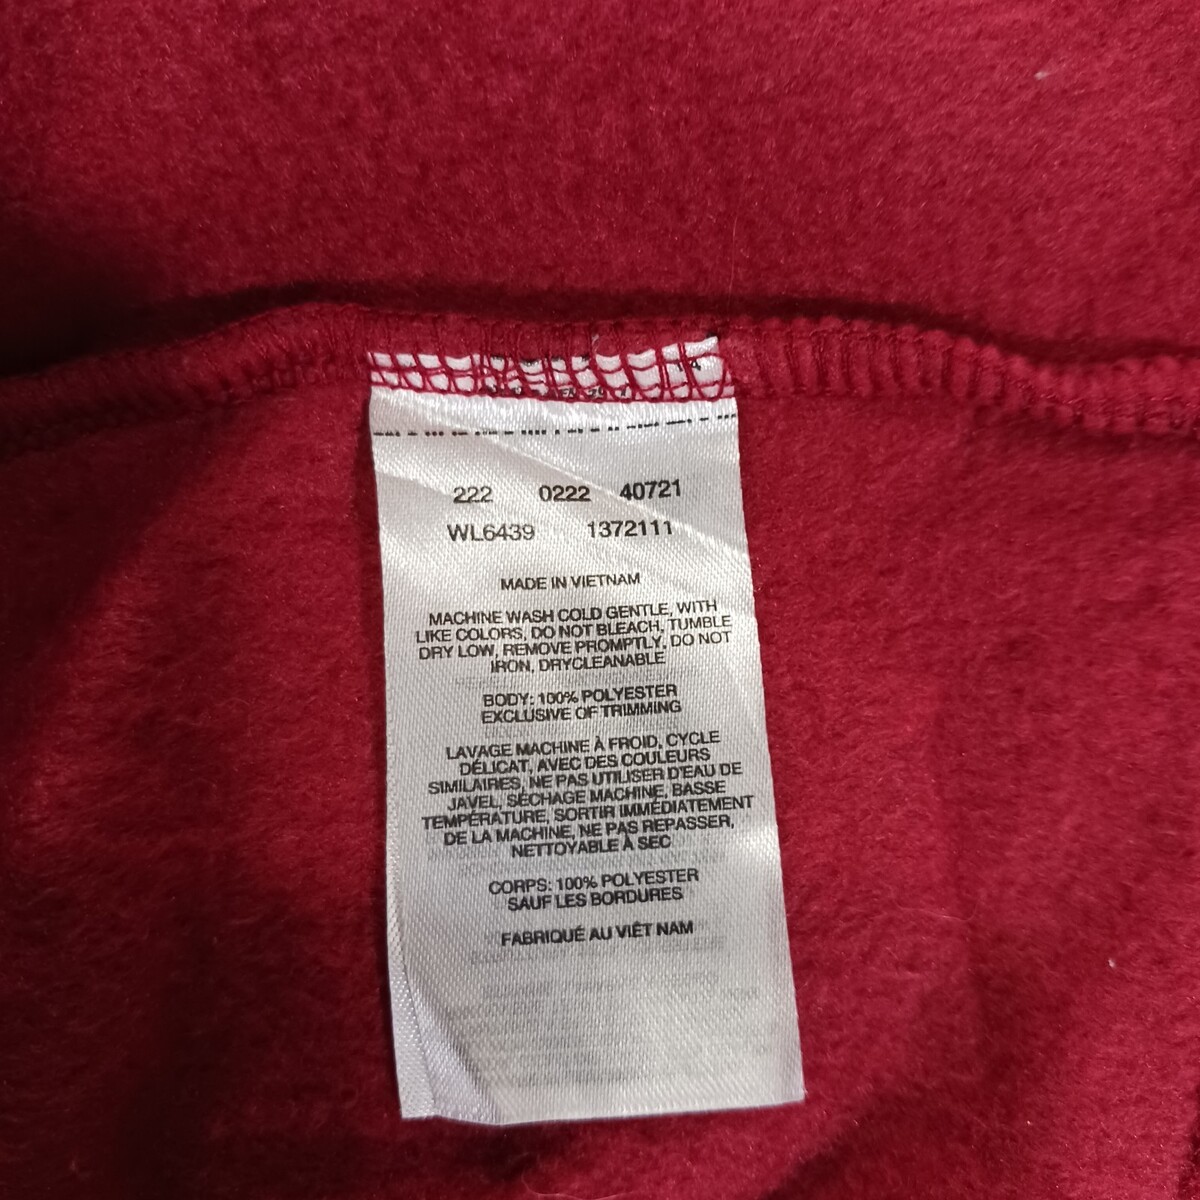 222 0222 40721
WL6439 1372111
MADE IN VIETNAM
MACHINE WASH COLD GENTLE, WITH
LIKE COLORS, DO NOT BLEACH, TUMBLE
DRY LOW, REMOVE PROMPTLY, DO NOT
IRON, DRYCLEANABLE
BODY: 100% POLYESTER
EXCLUSIVE OF TRIMMING
LAVAGE MACHINE À FROID, CYCLE
DÉLICAT, AVEC DES COULEURS
SIMILAIRES, NE PAS UTILISER D'EAU DE
JAVEL, SÉCHAGE MACHINE, BASSE
TEMPÉRATURE, SORTIR IMMÉDIATEMENT
DE LA MACHINE, NE PAS REPASSER,
NETTOYABLE À SEC
CORPS: 100% POLYESTER
SAUF LES BORDURES
FABRIQUÉ AU VIÊT NAM